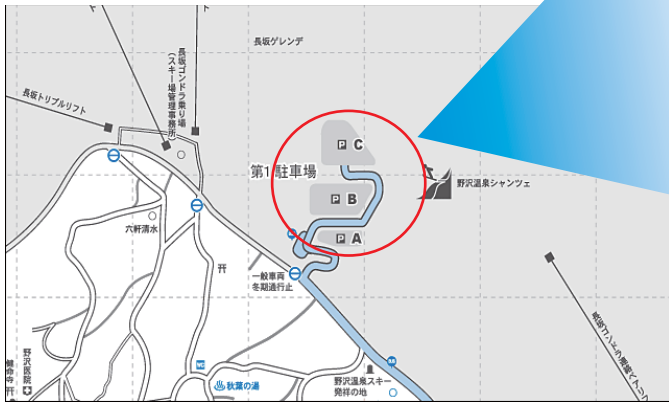 長坂ゲレンデ
長坂ゴンドラ乗り場
(スキー場管理事務所)
長坂トリプルリフト
P C
第1駐車場
野沢温泉シャンツェ
P B
六軒清水
P A
一般車両
冬期通行止
野沢医院
健命寺
WC
秋葉の湯
野沢温泉スキー
発祥の地